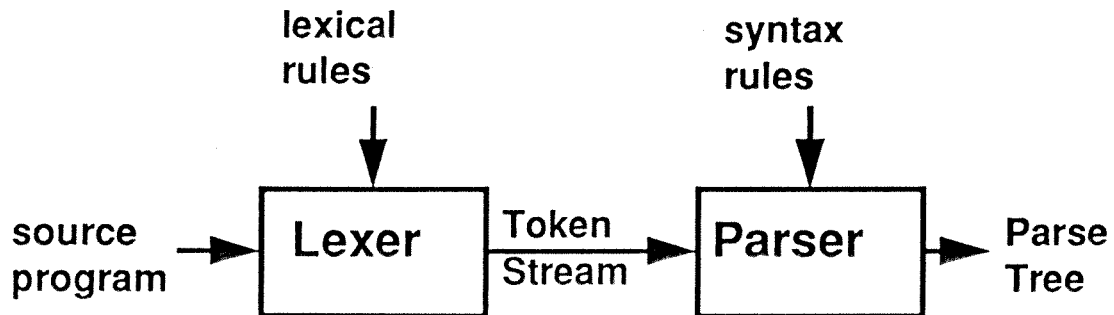 lexical
rules
syntax
rules
source
program
Lexer
Token
Stream
Parser
Parse
Tree